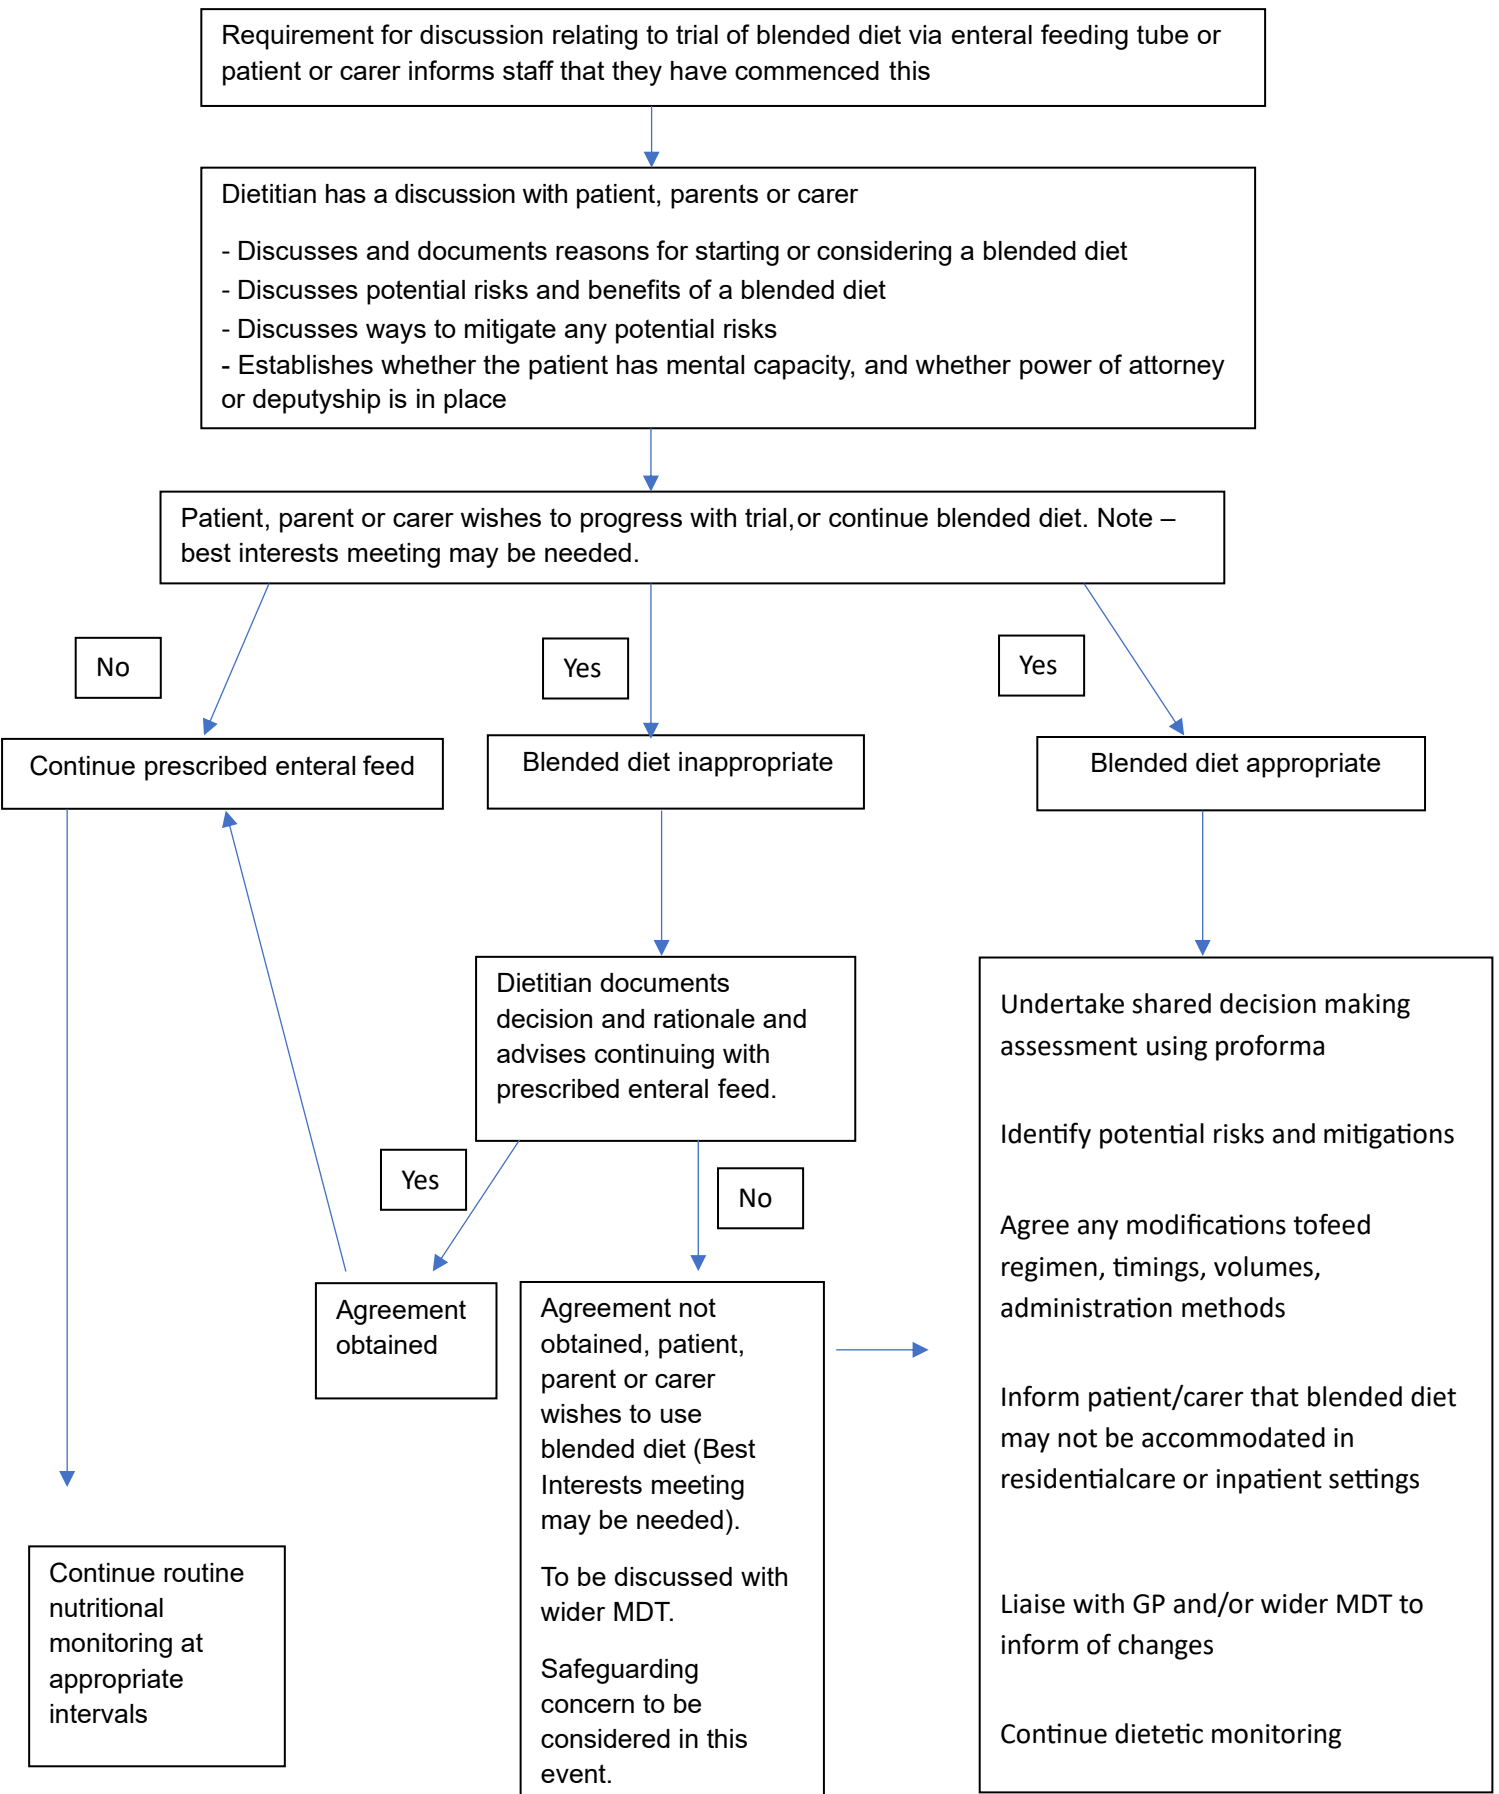 Requirement for discussion relating to trial of blended diet via enteral feeding tube or
patient or carer informs staff that they have commenced this
Dietitian has a discussion with patient, parents or carer
- Discusses and documents reasons for starting or considering a blended diet
- Discusses potential risks and benefits of a blended diet
- Discusses ways to mitigate any potential risks
- Establishes whether the patient has mental capacity, and whether power of attorney
or deputyship is in place
Patient, parent or carer wishes to progress with trial,or continue blended diet. Note –
best interests meeting may be needed.
No
Yes
Yes
Continue prescribed enteral feed
Blended diet inappropriate
Blended diet appropriate
Dietitian documents
decision and rationale and
advises continuing with
prescribed enteral feed.
Yes
No
Agreement
obtained
Agreement not
obtained, patient,
parent or carer
wishes to use
blended diet (Best
Interests meeting
may be needed).
To be discussed with
wider MDT.
Safeguarding
concern to be
considered in this
event.
Undertake shared decision making
assessment using proforma
Identify potential risks and mitigations
Agree any modifications tofeed
regimen, timings, volumes,
administration methods
Inform patient/carer that blended diet
may not be accommodated in
residentialcare or inpatient settings
Liaise with GP and/or wider MDT to
inform of changes
Continue dietetic monitoring
Continue routine
nutritional
monitoring at
appropriate
intervals